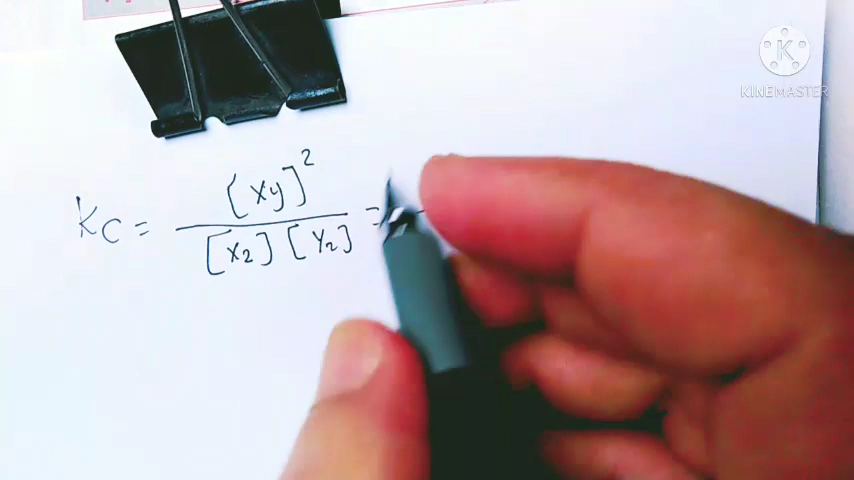 K
KINEMASTER
Kc = [xy]² / [x₂] [y₂] =